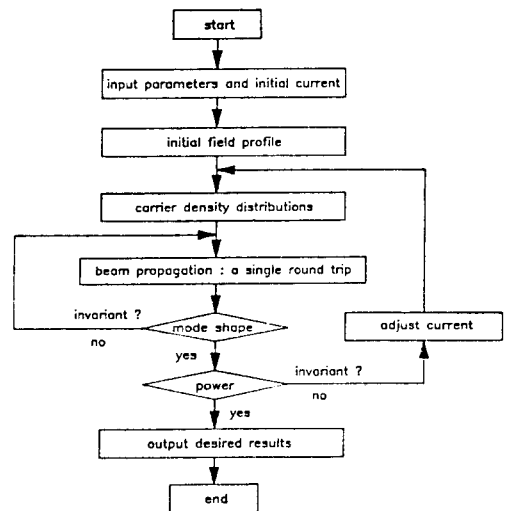 start
input parameters and initial current
initial field profile
carrier density distributions
beam propagation : a single round trip
invariant ?
mode shape
adjust current
no
yes
invariant ?
power
no
yes
output desired results
end